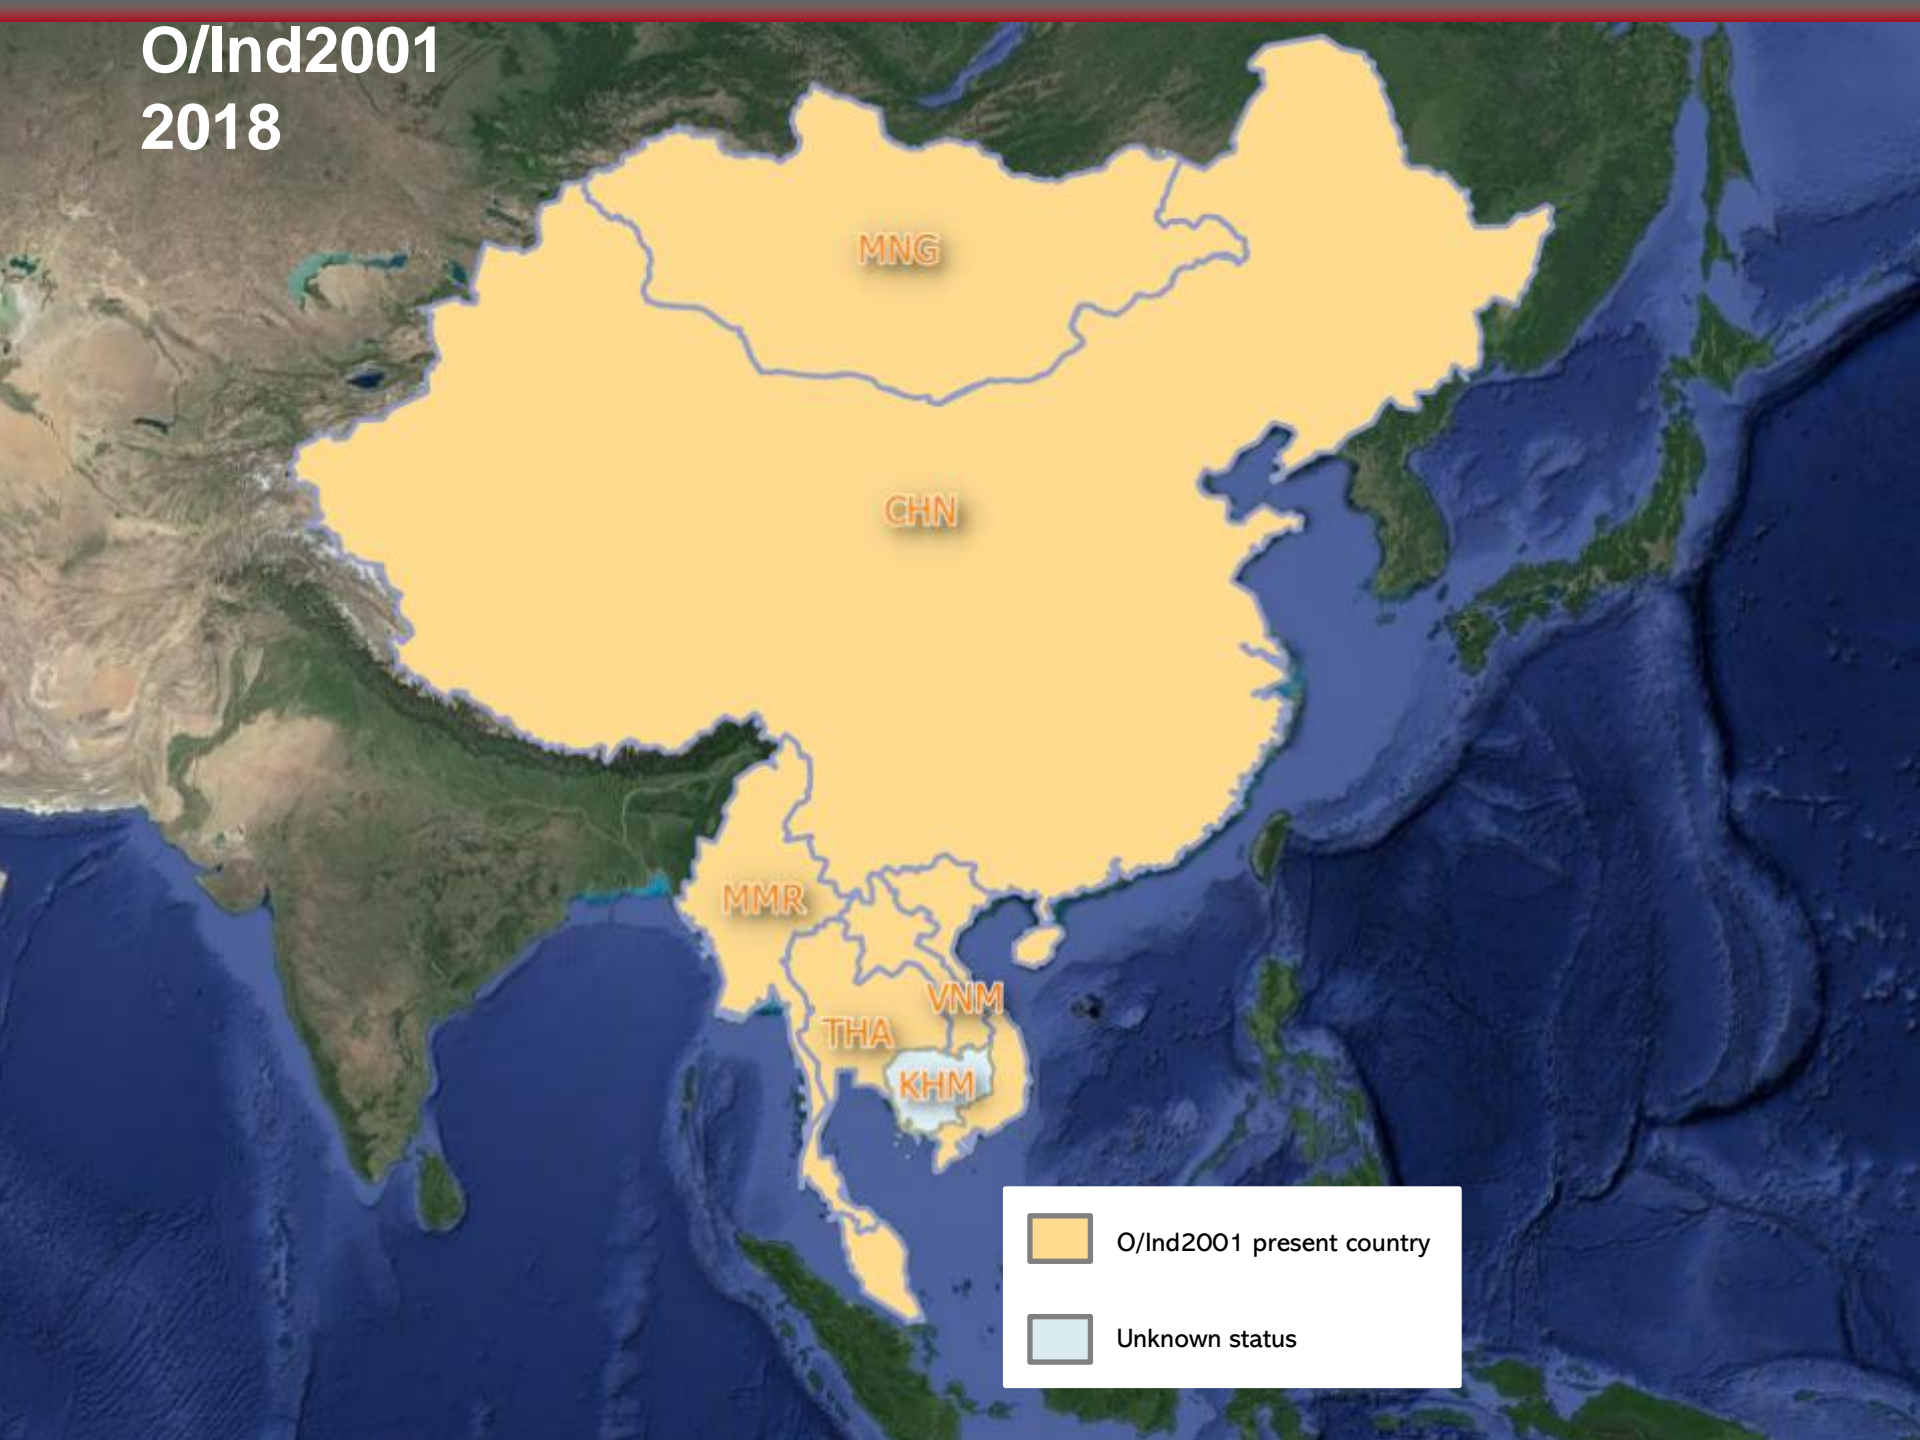 O/Ind2001
2018
MNG
CHN
MMR
VNM
THA
KHM
O/Ind2001 present country
Unknown status